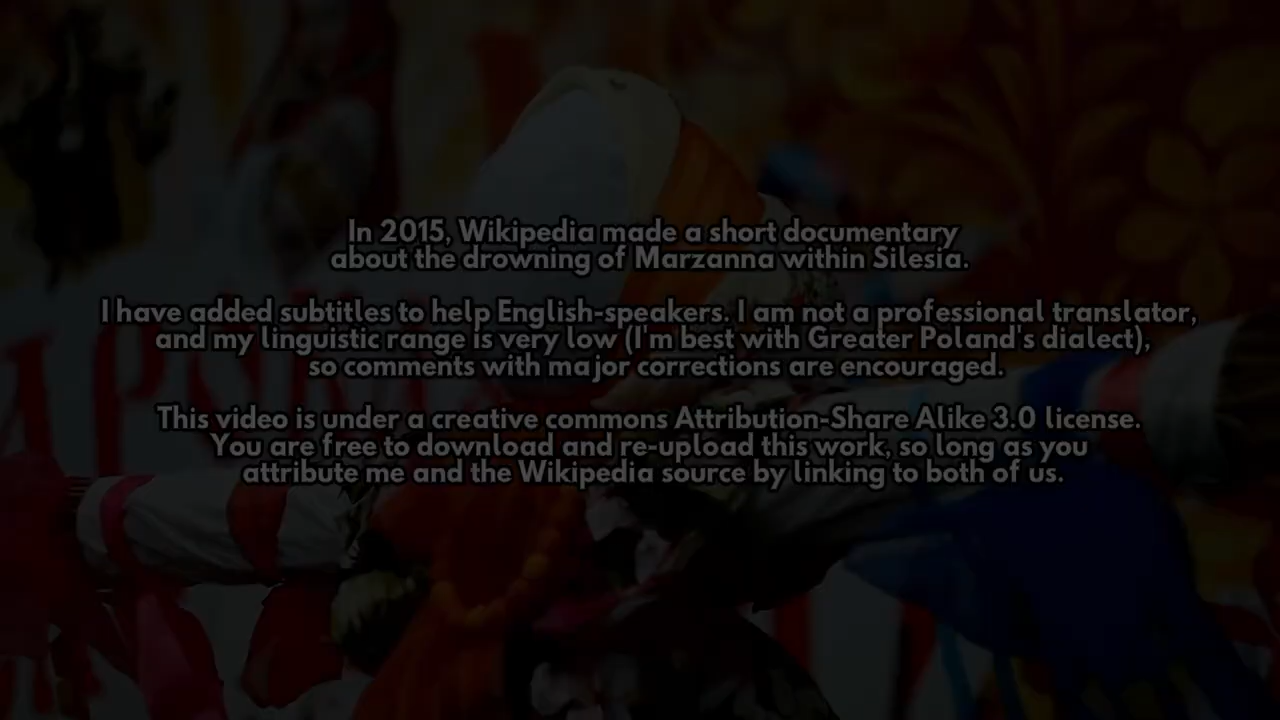 In 2015, Wikipedia made a short documentary
about the drowning of Marzanna within Silesia.
I have added subtitles to help English-speakers. I am not a professional translator,
and my linguistic range is very low (I'm best with Greater Poland's dialect),
so comments with major corrections are encouraged.
This video is under a creative commons Attribution-Share Alike 3.0 license.
You are free to download and re-upload this work, so long as you
attribute me and the Wikipedia source by linking to both of us.